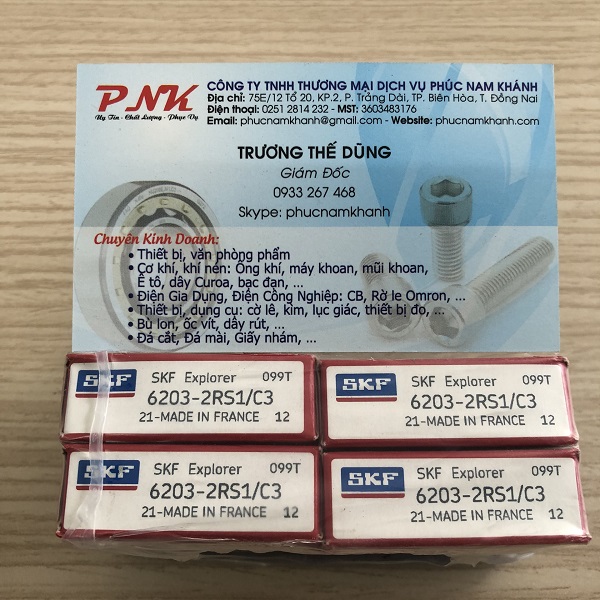 PNK
Uy Tín - Chất Lượng - Phục Vụ
CÔNG TY TNHH THƯƠNG MẠI DỊCH VỤ PHÚC NAM KHÁNH
Địa chỉ: 75E/12 Tổ 20, KP.2, P. Trảng Dài, TP. Biên Hòa, T. Đồng Nai
Điện thoại: 0251 2814 232 - MST: 3603483176
Email: phucnamkhanh@gmail.com - Website: phucnamkhanh.com
TRƯƠNG THẾ DŨNG
Giám Đốc
0933 267 468
Skype: phucnamkhanh
Chuyên Kinh Doanh:
• Thiết bị, văn phòng phẩm
• Cơ khí, khí nén: Ống khí, máy khoan, mũi khoan,
Ê tô, dây Curoa, bạc đạn, ...
• Điện Gia Dụng, Điện Công Nghiệp: CB, Rờ le Omron, ...
• Thiết bị, dụng cụ: cờ lê, kìm, lục giác, thiết bị đo, ...
• Bù lon, ốc vít, dây rút, ...
• Đá cắt, Đá mài, Giấy nhám, ...
SKF SKF Explorer 099T
6203-2RS1/C3
21-MADE IN FRANCE 12
SKF SKF Explorer 099T
6203-2RS1/C3
21-MADE IN FRANCE 12
SKF SKF Explorer 099T
6203-2RS1/C3
21-MADE IN FRANCE 12
SKF SKF Explorer 099T
6203-2RS1/C3
21-MADE IN FRANCE 12